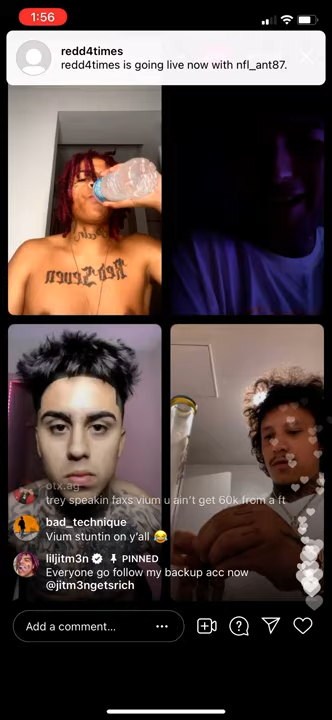 1:56
redd4times
redd4times is going live now with nfl_ant87.
otx.ag
trey speakin faxs vium u ain't get 60k from a ft
bad_technique
Vium stuntin on y'all 😂
liljitm3n PINNED
Everyone go follow my backup acc now
@jitm3ngetsrich
Add a comment...